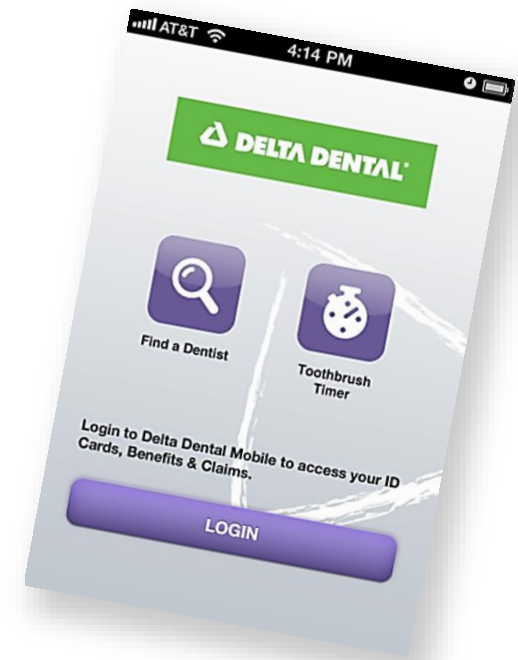 AT&T 4:14 PM
DELTA DENTAL®
Find a Dentist
Toothbrush
Timer
Login to Delta Dental Mobile to access your ID
Cards, Benefits & Claims.
LOGIN